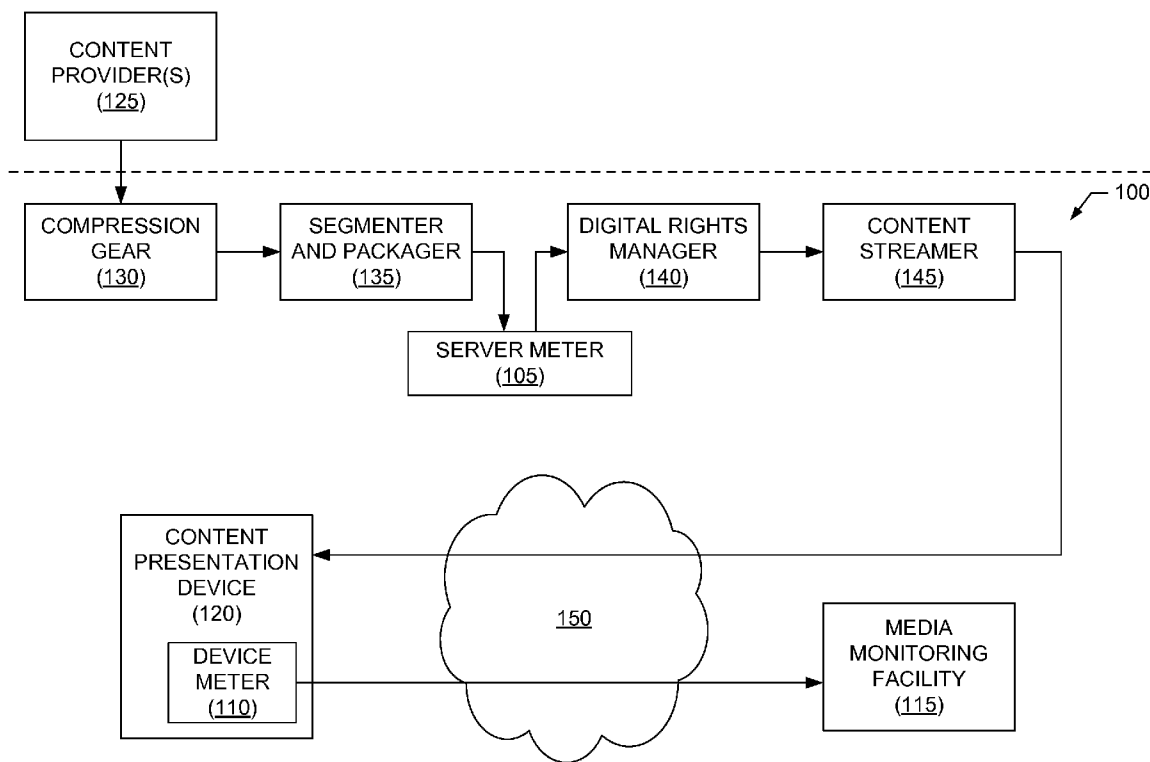 CONTENT
PROVIDER(S)
(125)
100
COMPRESSION
GEAR
(130)
SEGMENTER
AND PACKAGER
(135)
DIGITAL RIGHTS
MANAGER
(140)
CONTENT
STREAMER
(145)
SERVER METER
(105)
CONTENT
PRESENTATION
DEVICE
(120)
DEVICE
METER
(110)
150
MEDIA
MONITORING
FACILITY
(115)